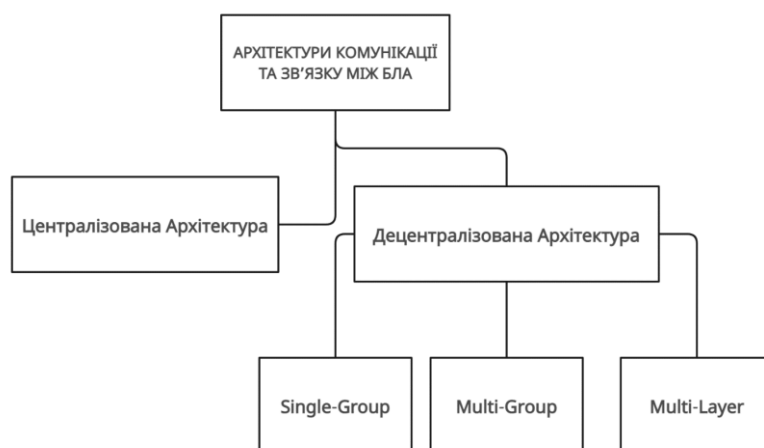 АРХІТЕКТУРИ КОМУНІКАЦІЇ
ТА ЗВ’ЯЗКУ МІЖ БЛА
Централізована Архітектура
Децентралізована Архітектура
Single-Group
Multi-Group
Multi-Layer